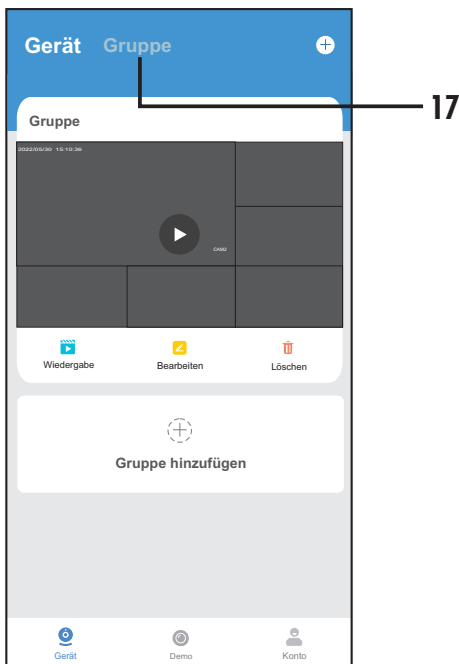 Gerät Gruppe
17
Gruppe
2022/05/30 15:10:36
CAM2
Wiedergabe Bearbeiten Löschen
Gruppe hinzufügen
Gerät Demo Konto